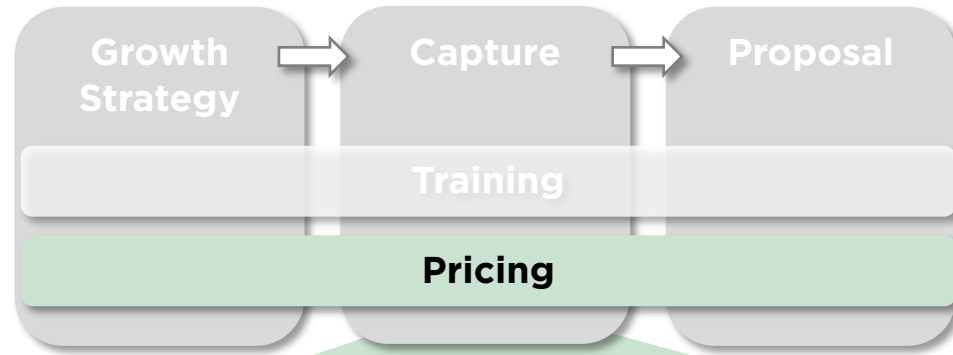 Growth
Strategy
Capture
Proposal
Training
Pricing